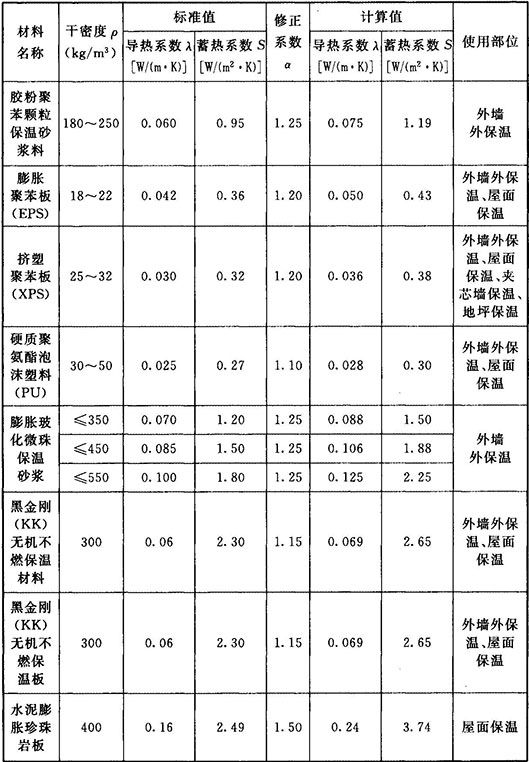 材料名称 干密度 ρ (kg/m³) 标准值 修正系数 α 计算值 使用部位
导热系数 λ [W/(m·K)] 蓄热系数 S [W/(m²·K)] 导热系数 λ [W/(m·K)] 蓄热系数 S [W/(m²·K)]
胶粉聚苯颗粒保温砂浆料 180～250 0.060 0.95 1.25 0.075 1.19 外墙外保温
膨胀聚苯板(EPS) 18～22 0.042 0.36 1.20 0.050 0.43 外墙外保温、屋面保温
挤塑聚苯板(XPS) 25～32 0.030 0.32 1.20 0.036 0.38 外墙外保温、屋面保温、夹芯墙保温、地坪保温
硬质聚氨酯泡沫塑料(PU) 30～50 0.025 0.27 1.10 0.028 0.30 外墙外保温、屋面保温
膨胀玻化微珠保温砂浆 ≤350 0.070 1.20 1.25 0.088 1.50 外墙外保温
≤450 0.085 1.50 1.25 0.106 1.88
≤550 0.100 1.80 1.25 0.125 2.25
黑金刚(KK)无机不燃保温材料 300 0.06 2.30 1.15 0.069 2.65 外墙外保温、屋面保温
黑金刚(KK)无机不燃保温板 300 0.06 2.30 1.15 0.069 2.65 外墙外保温、屋面保温
水泥膨胀珍珠岩板 400 0.16 2.49 1.50 0.24 3.74 屋面保温